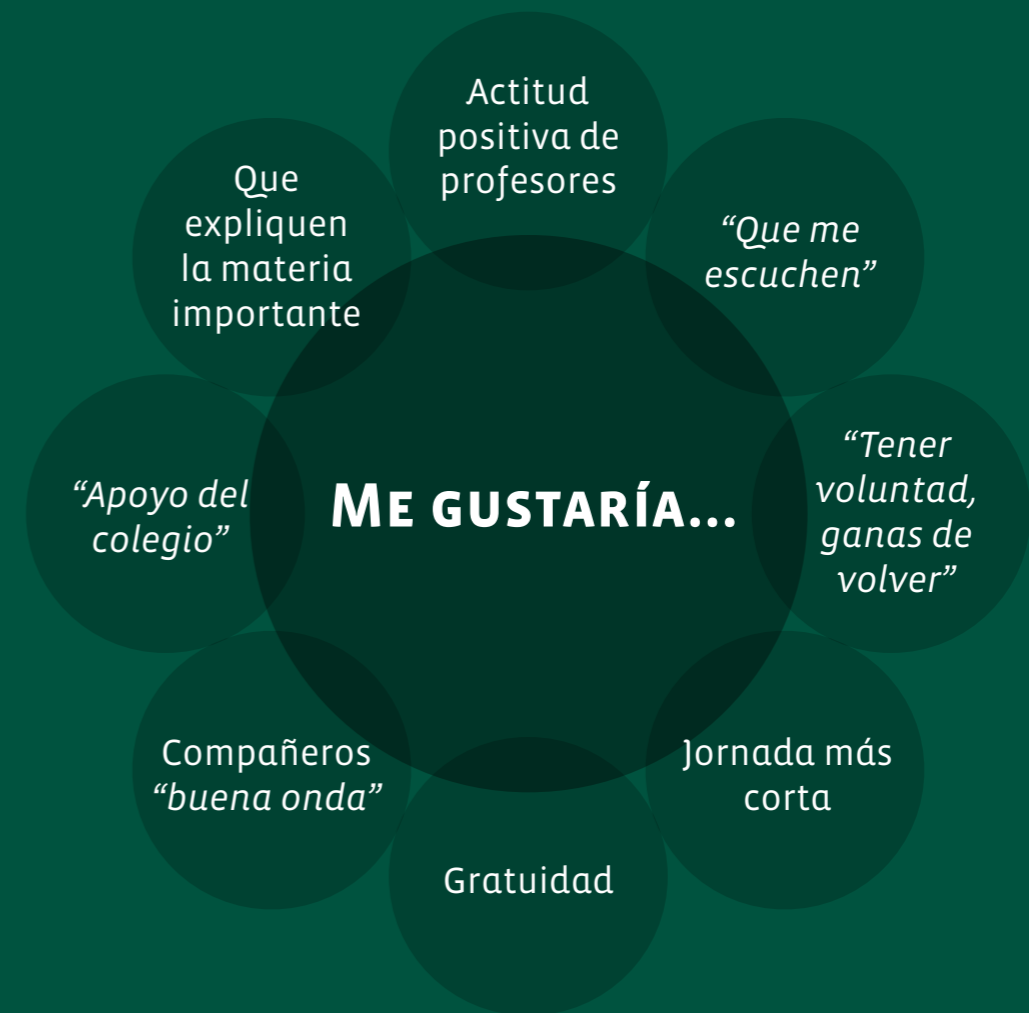 Actitud
positiva de
profesores
“Que me
escuchen”
“Tener
voluntad,
ganas de
volver”
Jornada más
corta
Gratuidad
Compañeros
“buena onda”
“Apoyo del
colegio”
Que
expliquen
la materia
importante
ME GUSTARÍA...